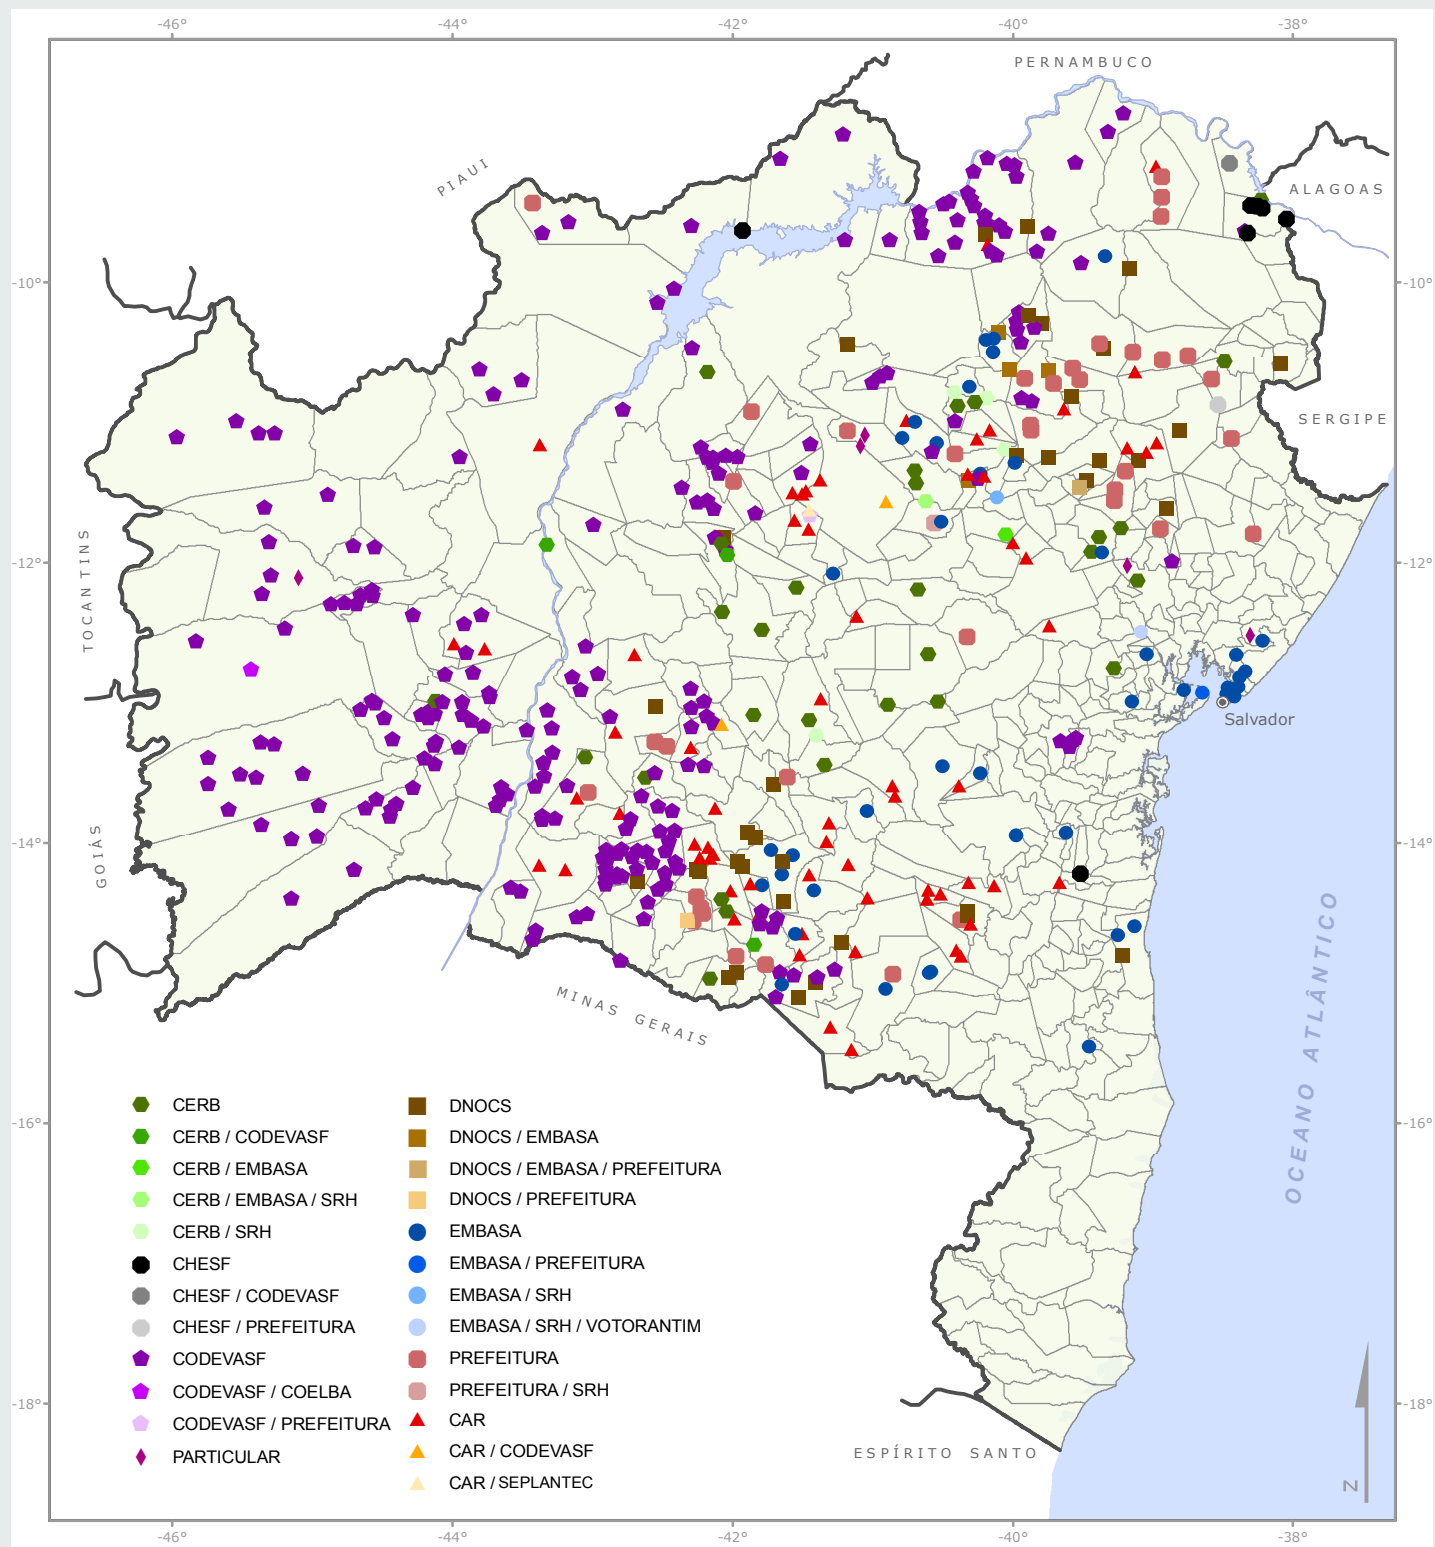 -46° -44° -42° -40° -38°
PERNAMBUCO
PIAUI
ALAGOAS
-10° -10°
SERGIPE
TOCANTINS
-12° -12°
Salvador
GOIÁS
-14° -14°
MINAS GERAIS
OCEANO ATLÂNTICO
CERB
CERB / CODEVASF
CERB / EMBASA
CERB / EMBASA / SRH
CERB / SRH
CHESF
CHESF / CODEVASF
CHESF / PREFEITURA
CODEVASF
CODEVASF / COELBA
CODEVASF / PREFEITURA
PARTICULAR
DNOCS
DNOCS / EMBASA
DNOCS / EMBASA / PREFEITURA
DNOCS / PREFEITURA
EMBASA
EMBASA / PREFEITURA
EMBASA / SRH
EMBASA / SRH / VOTORANTIM
PREFEITURA
PREFEITURA / SRH
CAR
CAR / CODEVASF
CAR / SEPLANTEC
-16° -16°
-18° -18°
ESPÍRITO SANTO
N
-46° -44° -42° -40° -38°